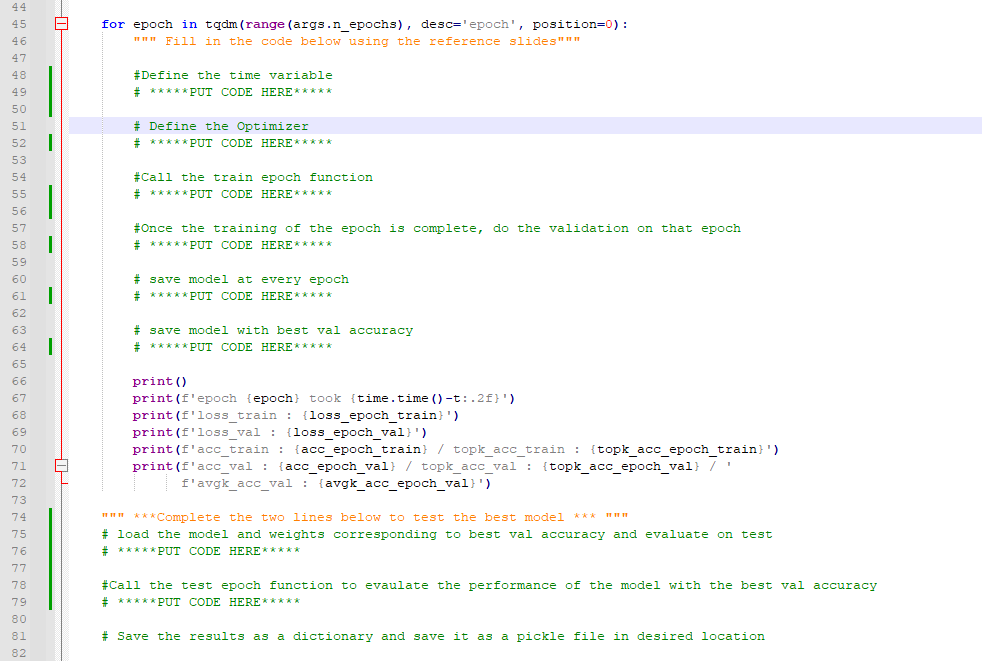 44
45 for epoch in tqdm(range(args.n_epochs), desc='epoch', position=0):
46 """ Fill in the code below using the reference slides"""
47
48 #Define the time variable
49 # *****PUT CODE HERE*****
50
51 # Define the Optimizer
52 # *****PUT CODE HERE*****
53
54 #Call the train epoch function
55 # *****PUT CODE HERE*****
56
57 #Once the training of the epoch is complete, do the validation on that epoch
58 # *****PUT CODE HERE*****
59
60 # save model at every epoch
61 # *****PUT CODE HERE*****
62
63 # save model with best val accuracy
64 # *****PUT CODE HERE*****
65
66 print()
67 print(f'epoch {epoch} took {time.time()-t:.2f}')
68 print(f'loss_train : {loss_epoch_train}')
69 print(f'loss_val : {loss_epoch_val}')
70 print(f'acc_train : {acc_epoch_train} / topk_acc_train : {topk_acc_epoch_train}')
71 print(f'acc_val : {acc_epoch_val} / topk_acc_val : {topk_acc_epoch_val} / '
72 f'avgk_acc_val : {avgk_acc_epoch_val}')
73
74 """ ***Complete the two lines below to test the best model *** """
75 # load the model and weights corresponding to best val accuracy and evaluate on test
76 # *****PUT CODE HERE*****
77
78 #Call the test epoch function to evaulate the performance of the model with the best val accuracy
79 # *****PUT CODE HERE*****
80
81 # Save the results as a dictionary and save it as a pickle file in desired location
82